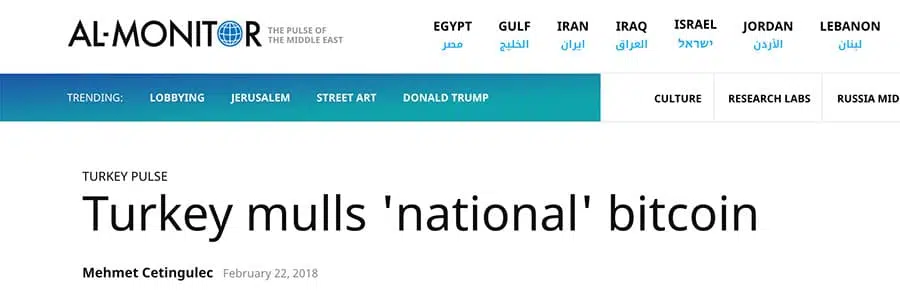 AL-MONITOR THE PULSE OF
THE MIDDLE EAST
EGYPT GULF IRAN IRAQ ISRAEL JORDAN LEBANON
مصر الخليج ایران العراق ישראל الأردن لبنان
TRENDING: LOBBYING JERUSALEM STREET ART DONALD TRUMP CULTURE RESEARCH LABS RUSSIA MID
TURKEY PULSE
Turkey mulls 'national' bitcoin
Mehmet Cetingulec February 22, 2018